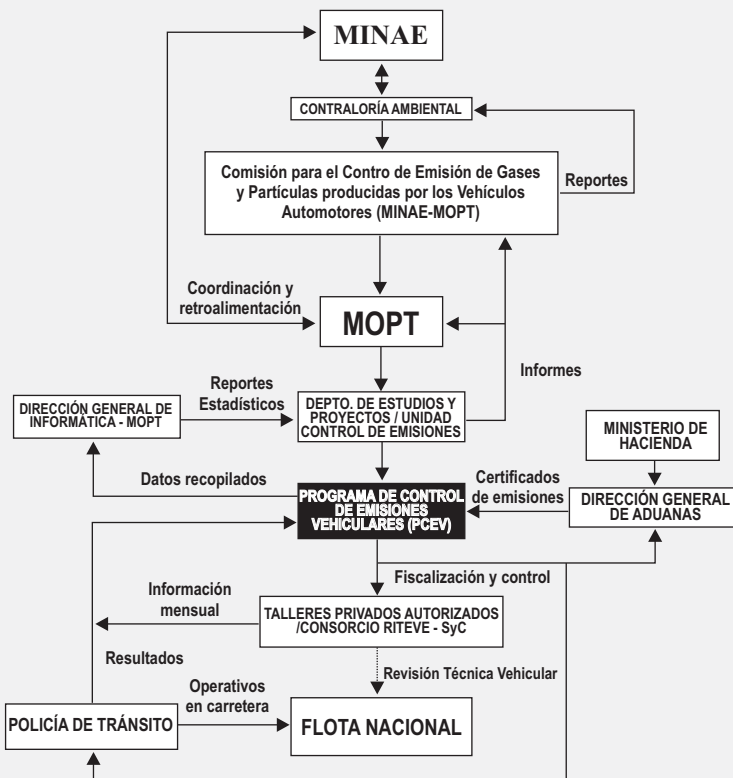 MINAE
CONTRALORÍA AMBIENTAL
Comisión para el Contro de Emisión de Gases
y Partículas producidas por los Vehículos
Automotores (MINAE-MOPT)
Reportes
Coordinación y
retroalimentación
MOPT
Informes
DIRECCIÓN GENERAL DE
INFORMÁTICA - MOPT
Reportes
Estadísticos
DEPTO. DE ESTUDIOS Y
PROYECTOS / UNIDAD
CONTROL DE EMISIONES
MINISTERIO DE
HACIENDA
Datos recopilados
PROGRAMA DE CONTROL
DE EMISIONES
VEHICULARES (PCEV)
Certificados
de emisiones
DIRECCIÓN GENERAL
DE ADUANAS
Fiscalización y control
Información
mensual
TALLERES PRIVADOS AUTORIZADOS
/CONSORCIO RITEVE - SyC
Resultados
Revisión Técnica Vehicular
POLICÍA DE TRÁNSITO
Operativos
en carretera
FLOTA NACIONAL